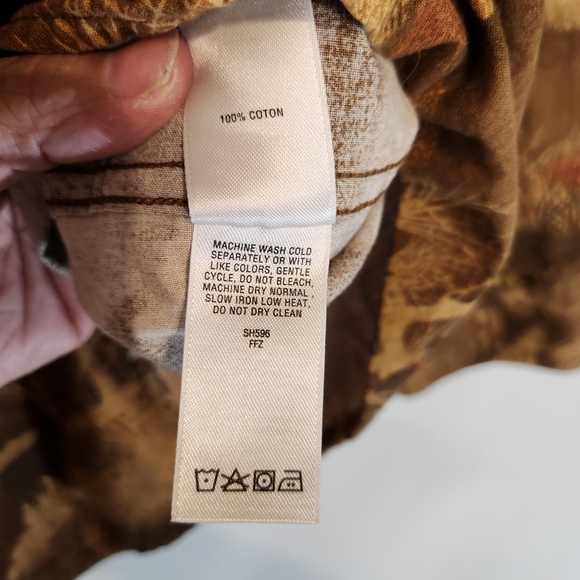 100% COTON
MACHINE WASH COLD
SEPARATELY OR WITH
LIKE COLORS, GENTLE
CYCLE, DO NOT BLEACH,
MACHINE DRY NORMAL,
SLOW IRON LOW HEAT,
DO NOT DRY CLEAN
SH596
FFZ